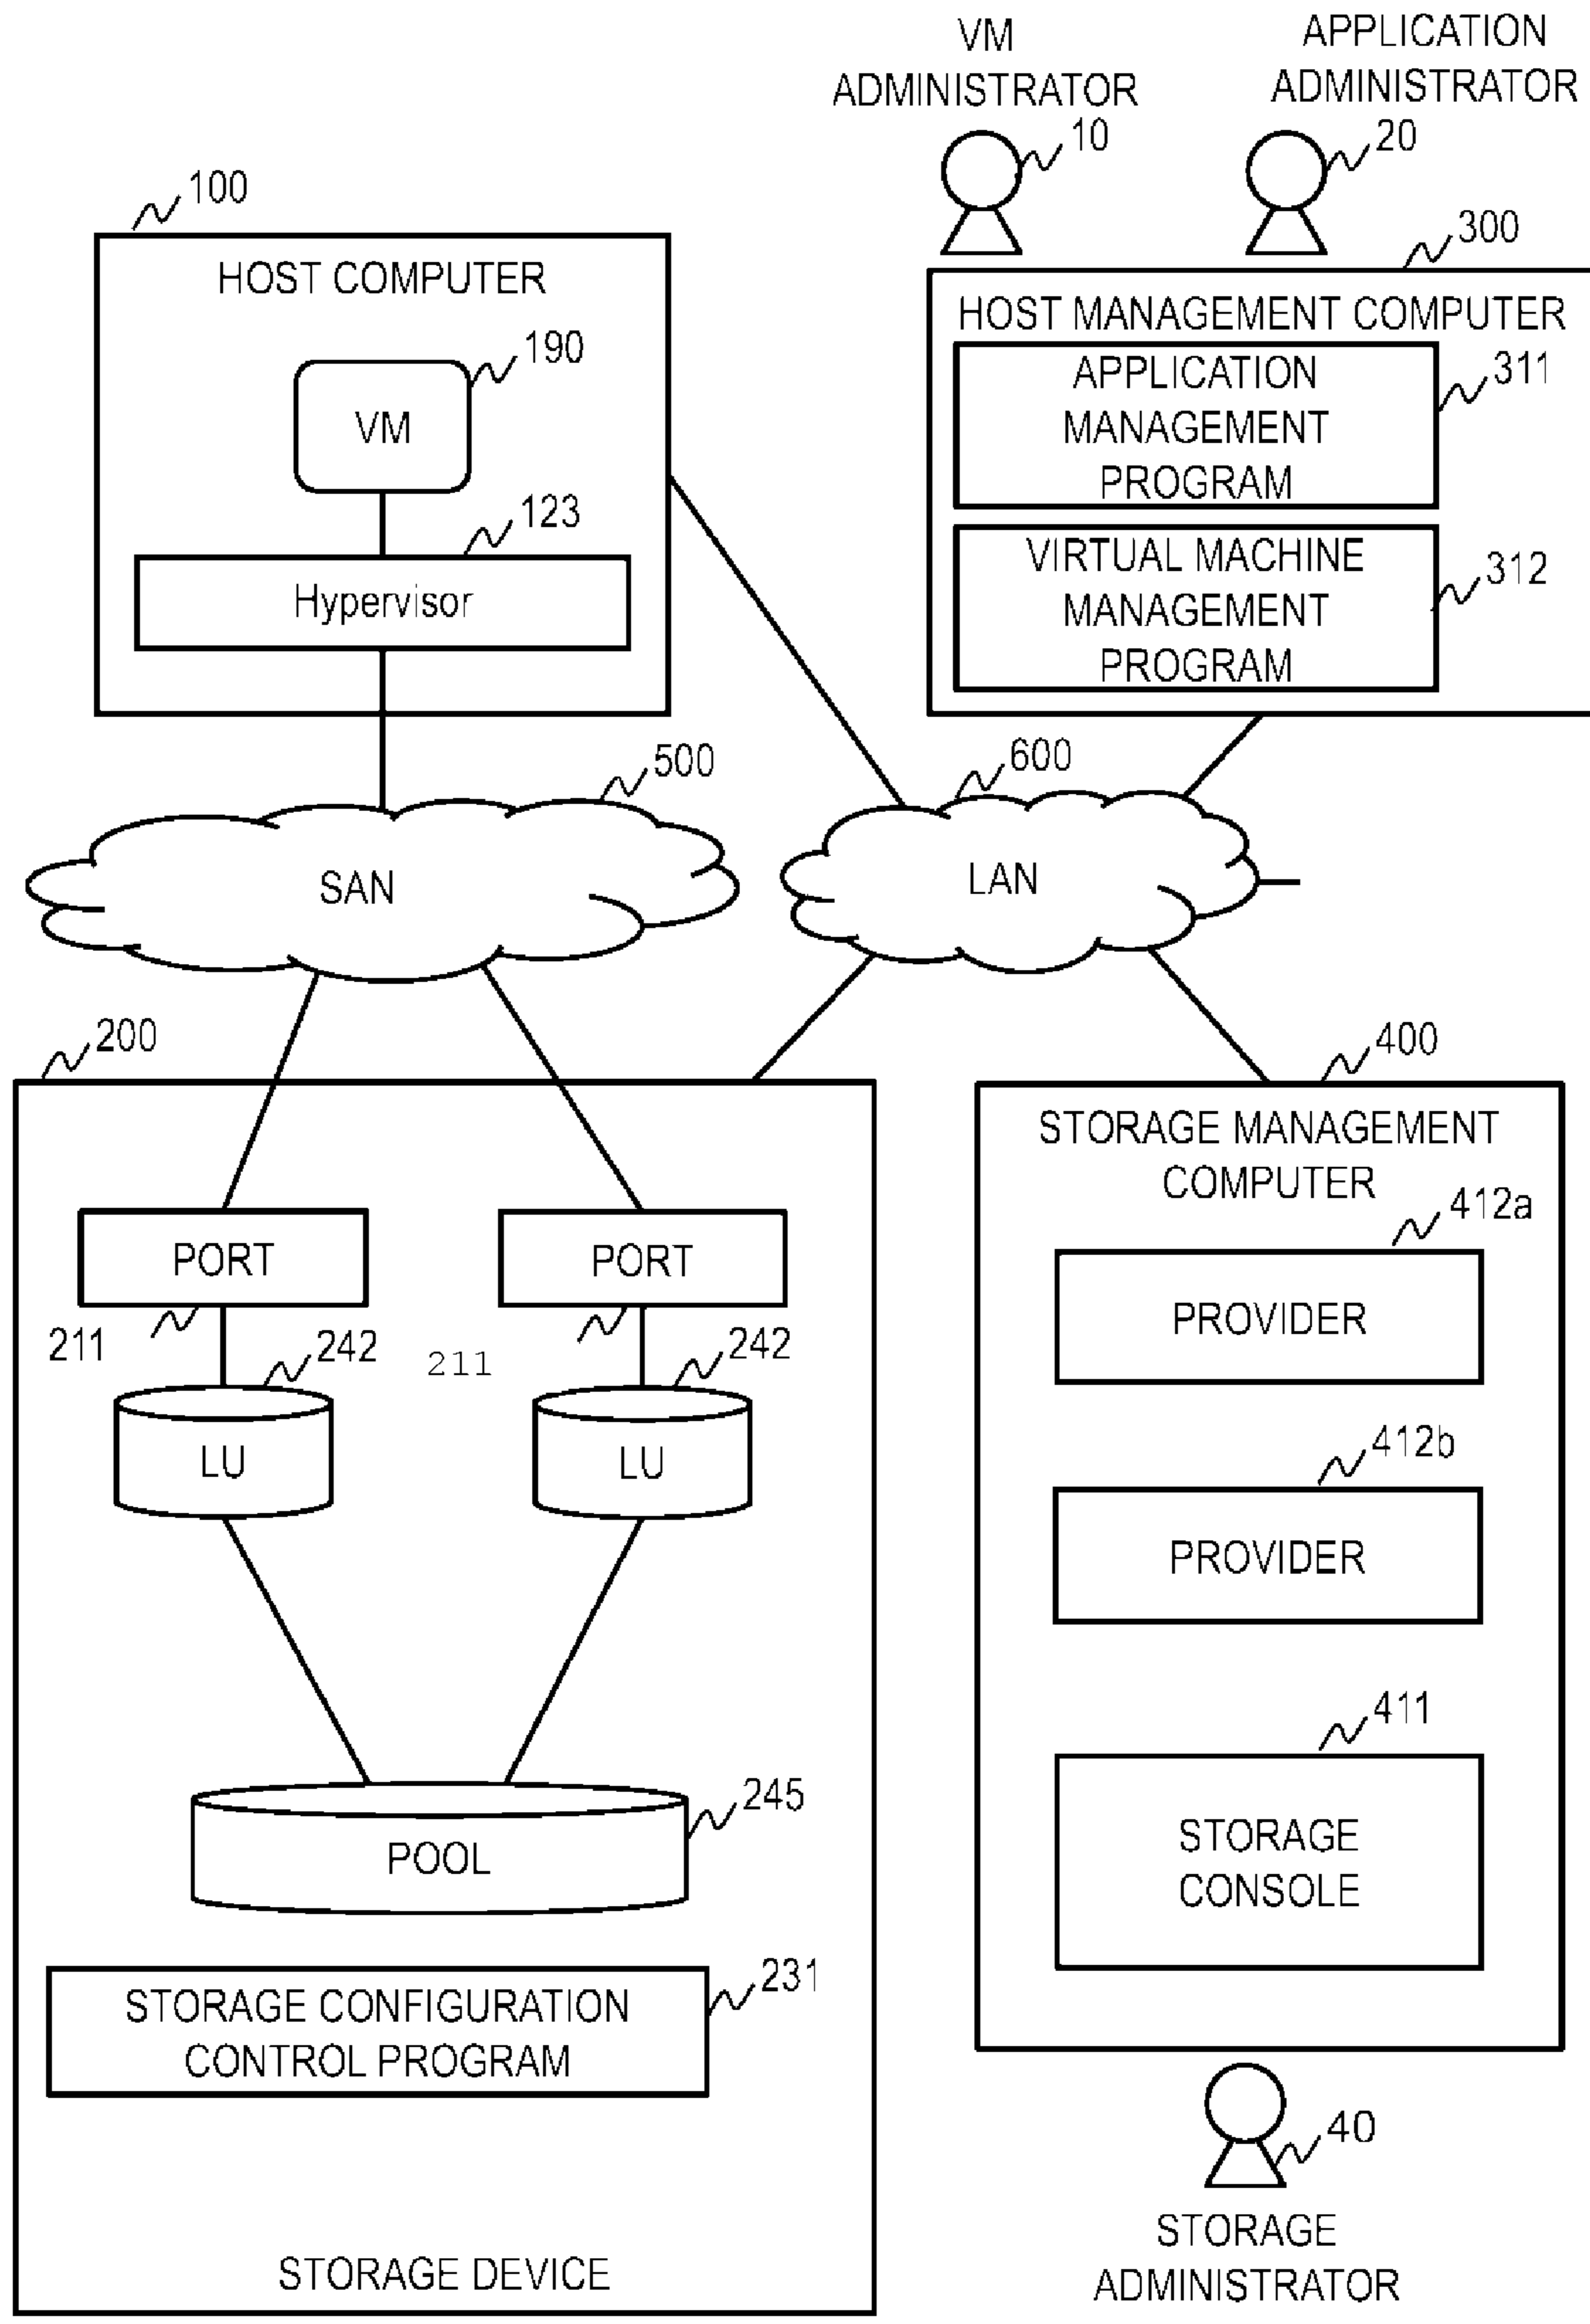 VM
ADMINISTRATOR
10
APPLICATION
ADMINISTRATOR
20
100
HOST COMPUTER
190
VM
123
Hypervisor
300
HOST MANAGEMENT COMPUTER
311
APPLICATION
MANAGEMENT
PROGRAM
312
VIRTUAL MACHINE
MANAGEMENT
PROGRAM
500
SAN
600
LAN
200
PORT
PORT
211
242
211
242
LU
LU
245
POOL
231
STORAGE CONFIGURATION
CONTROL PROGRAM
STORAGE DEVICE
400
STORAGE MANAGEMENT
COMPUTER
412a
PROVIDER
412b
PROVIDER
411
STORAGE
CONSOLE
40
STORAGE
ADMINISTRATOR